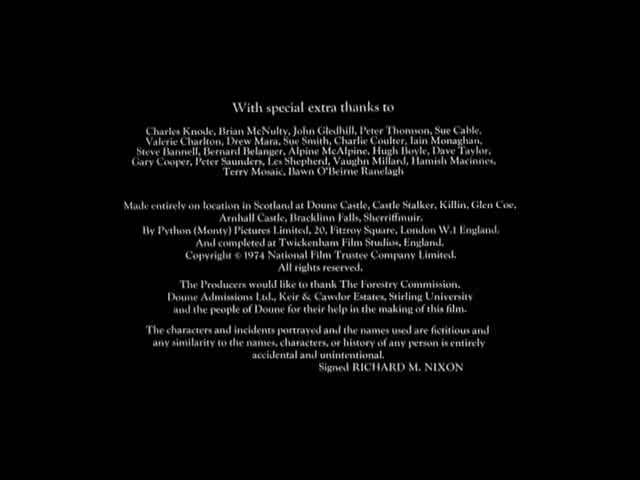 With special extra thanks to
Charles Knode, Brian McNulty, John Gledhill, Peter Thomson, Sue Cable,
Valerie Charlton, Drew Mara, Sue Smith, Charlie Coulter, Iain Monaghan,
Steve Bannell, Bernard Belanger, Alpine McAlpine, Hugh Boyle, Dave Taylor,
Gary Cooper, Peter Saunders, Les Shepherd, Vaughn Millard, Hamish Macinnes,
Terry Mosaic, Bawn O'Beirne Ranelagh
Made entirely on location in Scotland at Doune Castle, Castle Stalker, Killin, Glen Coe,
Arnhall Castle, Bracklinn Falls, Sherriffmuir.
By Python (Monty) Pictures Limited, 20, Fitzroy Square, London W.1 England.
And completed at Twickenham Film Studios, England.
Copyright © 1974 National Film Trustee Company Limited.
All rights reserved.
The Producers would like to thank The Forestry Commission,
Doune Admissions Ltd., Keir & Cawdor Estates, Stirling University
and the people of Doune for their help in the making of this film.
The characters and incidents portrayed and the names used are fictitious and
any similarity to the names, characters, or history of any person is entirely
accidental and unintentional.
Signed RICHARD M. NIXON